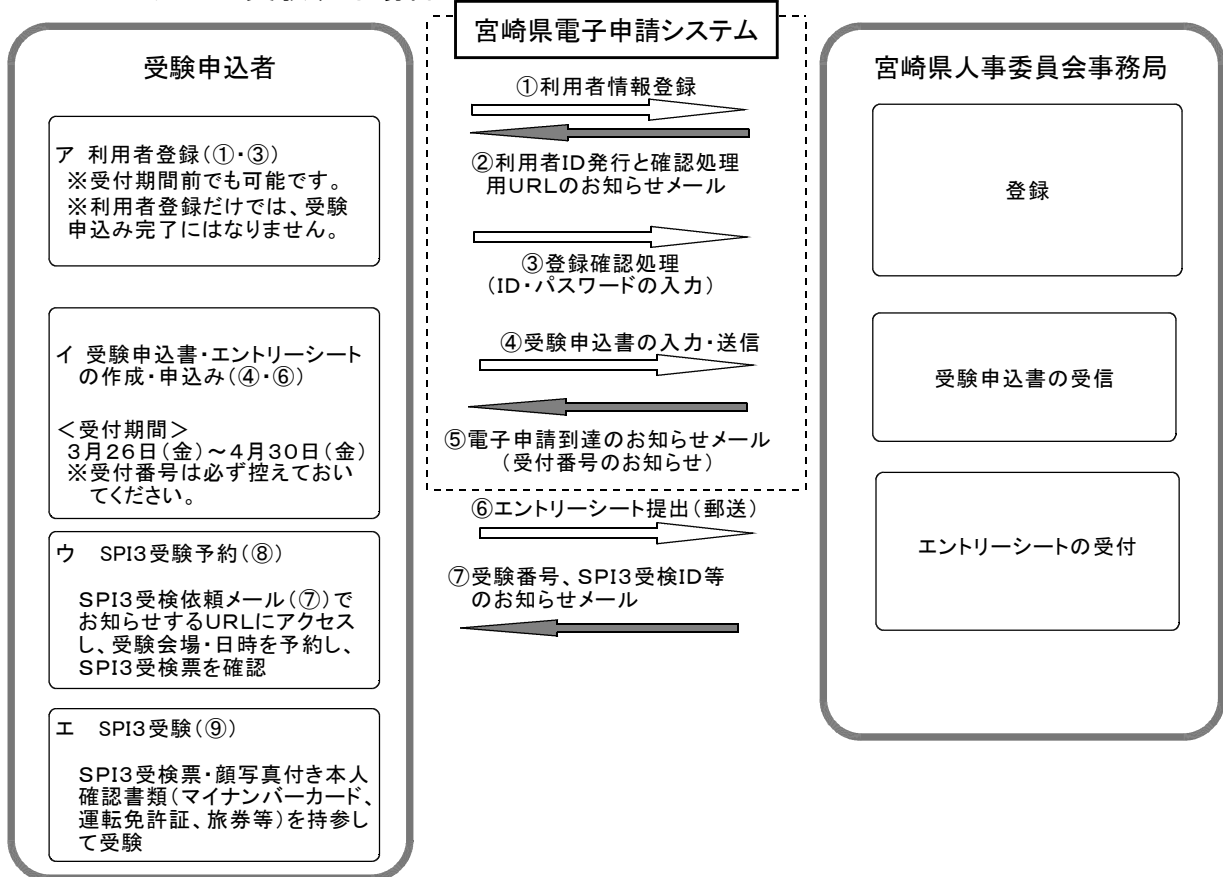 宮崎県電子申請システム
受験申込者
ア 利用者登録(①・③)
※受付期間前でも可能です。
※利用者登録だけでは、受験
申込み完了にはなりません。
イ 受験申込書・エントリーシート
の作成・申込み(④・⑥)
<受付期間>
3月26日(金)~4月30日(金)
※受付番号は必ず控えておい
てください。
ウ SPI3受験予約(⑧)
SPI3受検依頼メール(⑦)で
お知らせするURLにアクセス
し、受験会場・日時を予約し、
SPI3受検票を確認
エ SPI3受験(⑨)
SPI3受検票・顔写真付き本人
確認書類(マイナンバーカード、
運転免許証、旅券等)を持参し
て受験
①利用者情報登録
②利用者ID発行と確認処理
用URLのお知らせメール
③登録確認処理
(ID・パスワードの入力)
④受験申込書の入力・送信
⑤電子申請到達のお知らせメール
(受付番号のお知らせ)
⑥エントリーシート提出(郵送)
⑦受験番号、SPI3受検ID等
のお知らせメール
宮崎県人事委員会事務局
登録
受験申込書の受信
エントリーシートの受付